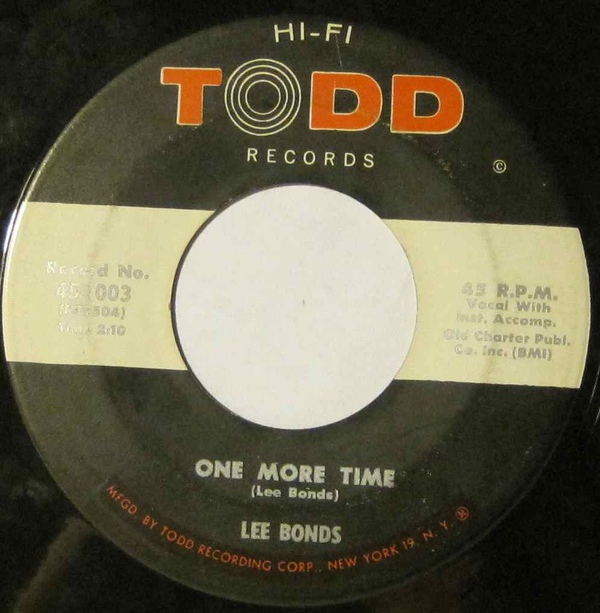 HI-FI
TODD
RECORDS
©
Record No.
45-1003
Time 2:10
45 R.P.M.
Vocal With
Inst. Accomp.
Old Charter Publ.
Co. Inc. (BMI)
ONE MORE TIME
(Lee Bonds)
LEE BONDS
MFGD. BY TODD RECORDING CORP., NEW YORK 19, N. Y. ®